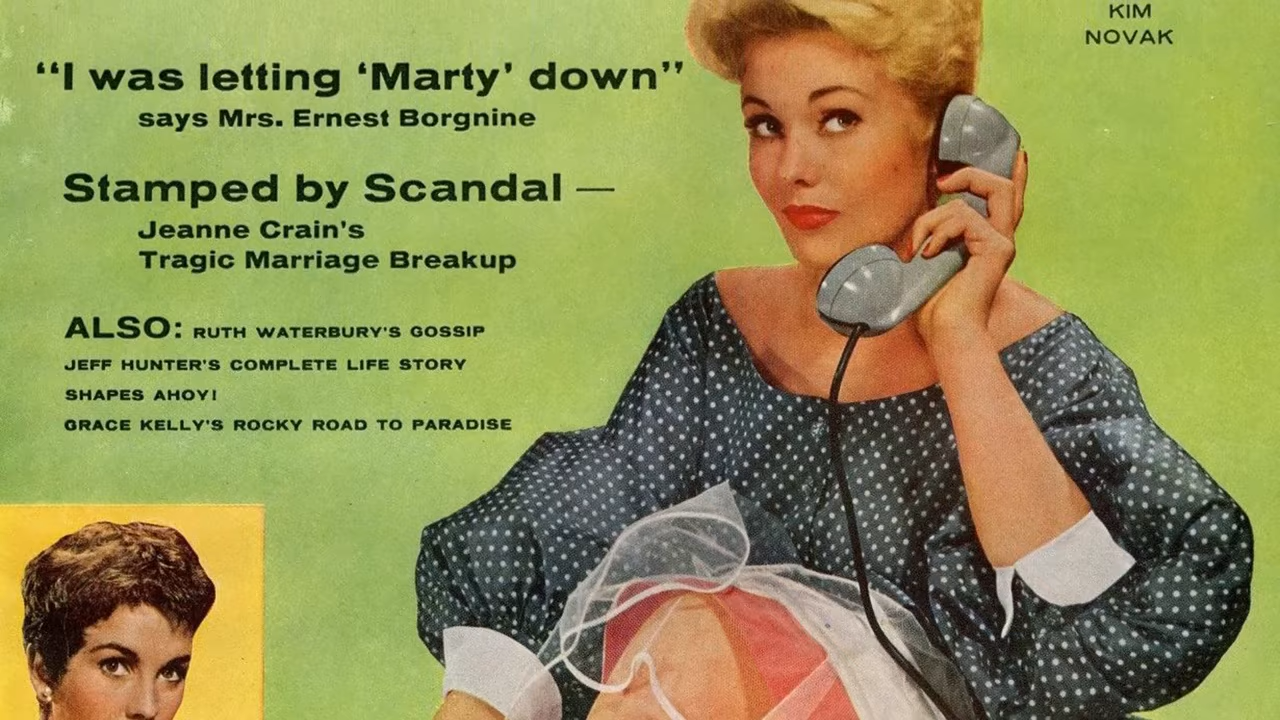 KIM
NOVAK
“I was letting ‘Marty’ down”
says Mrs. Ernest Borgnine
Stamped by Scandal —
Jeanne Crain's
Tragic Marriage Breakup
ALSO: RUTH WATERBURY'S GOSSIP
JEFF HUNTER'S COMPLETE LIFE STORY
SHAPES AHOY!
GRACE KELLY'S ROCKY ROAD TO PARADISE